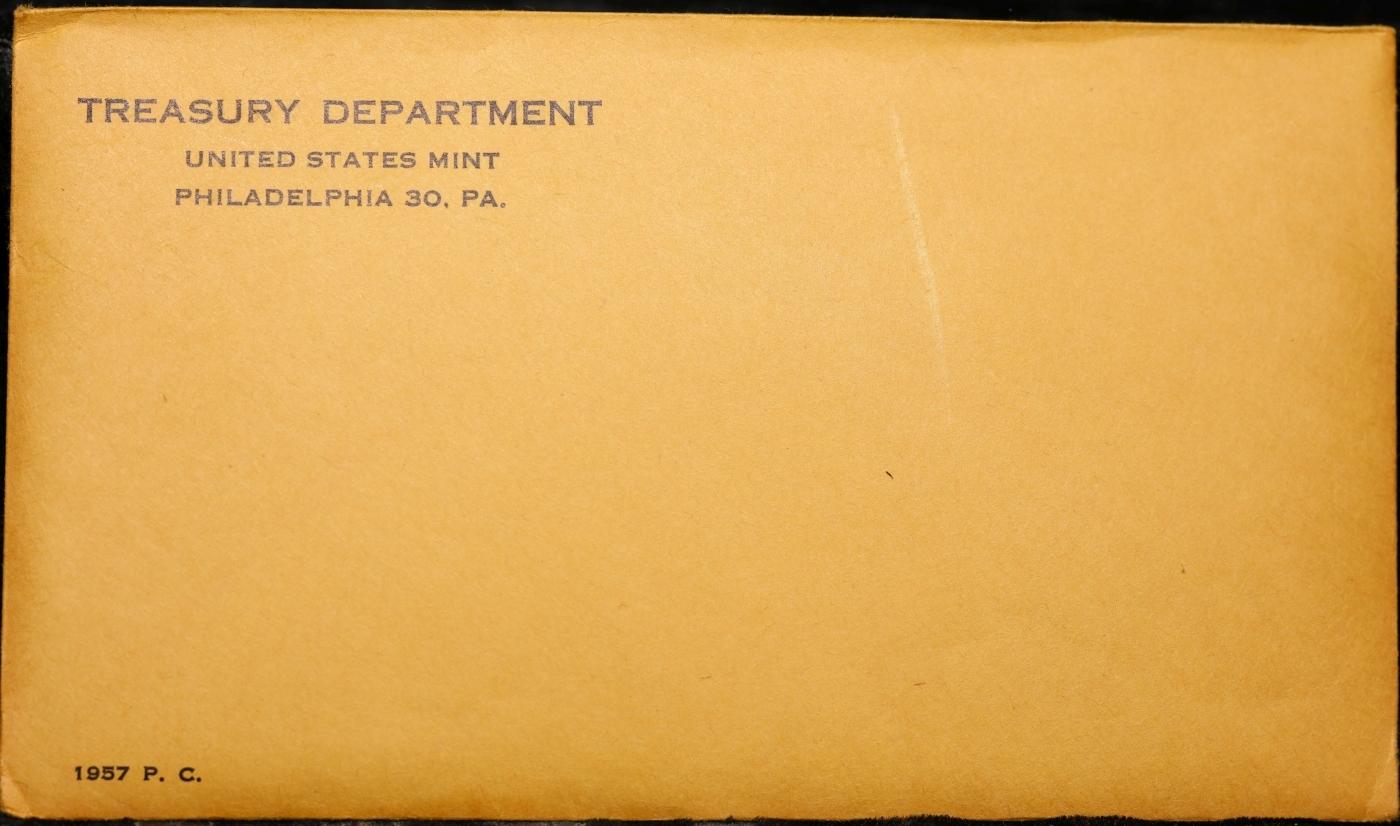 TREASURY DEPARTMENT
UNITED STATES MINT
PHILADELPHIA 30, PA.
1957 P. C.